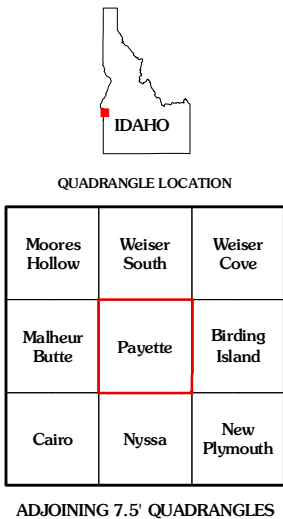 IDAHO
QUADRANGLE LOCATION
Moores
Hollow
Weiser
South
Weiser
Cove
Malheur
Butte
Payette
Birding
Island
Cairo
Nyssa
New
Plymouth
ADJOINING 7.5' QUADRANGLES